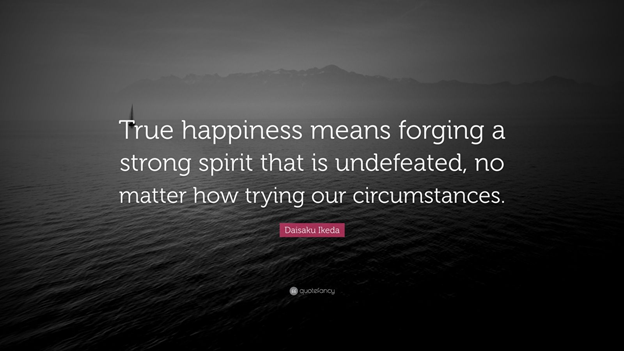 True happiness means forging a
strong spirit that is undefeated, no
matter how trying our circumstances.
Daisaku Ikeda
quotefancy